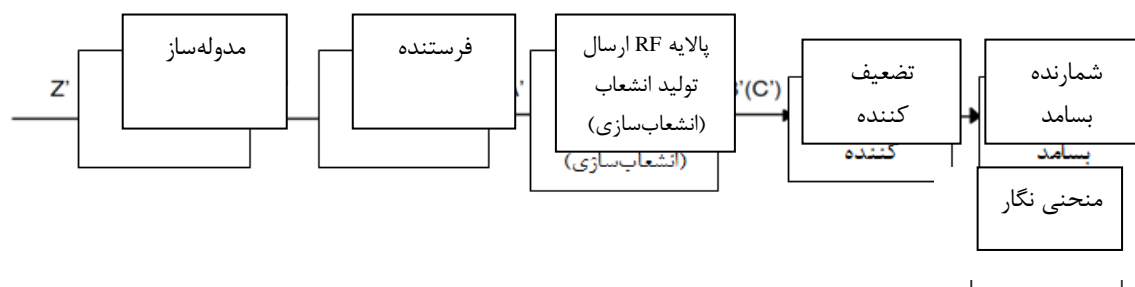 Z'
مدوله‌ساز
فرستنده
پالایه RF ارسال
تولید انشعاب
(انشعاب‌سازی)
(انشعاب‌سازی)
'(C')
تضعیف
کننده
کننده
شمارنده
بسامد
بسامد
منحنی نگار